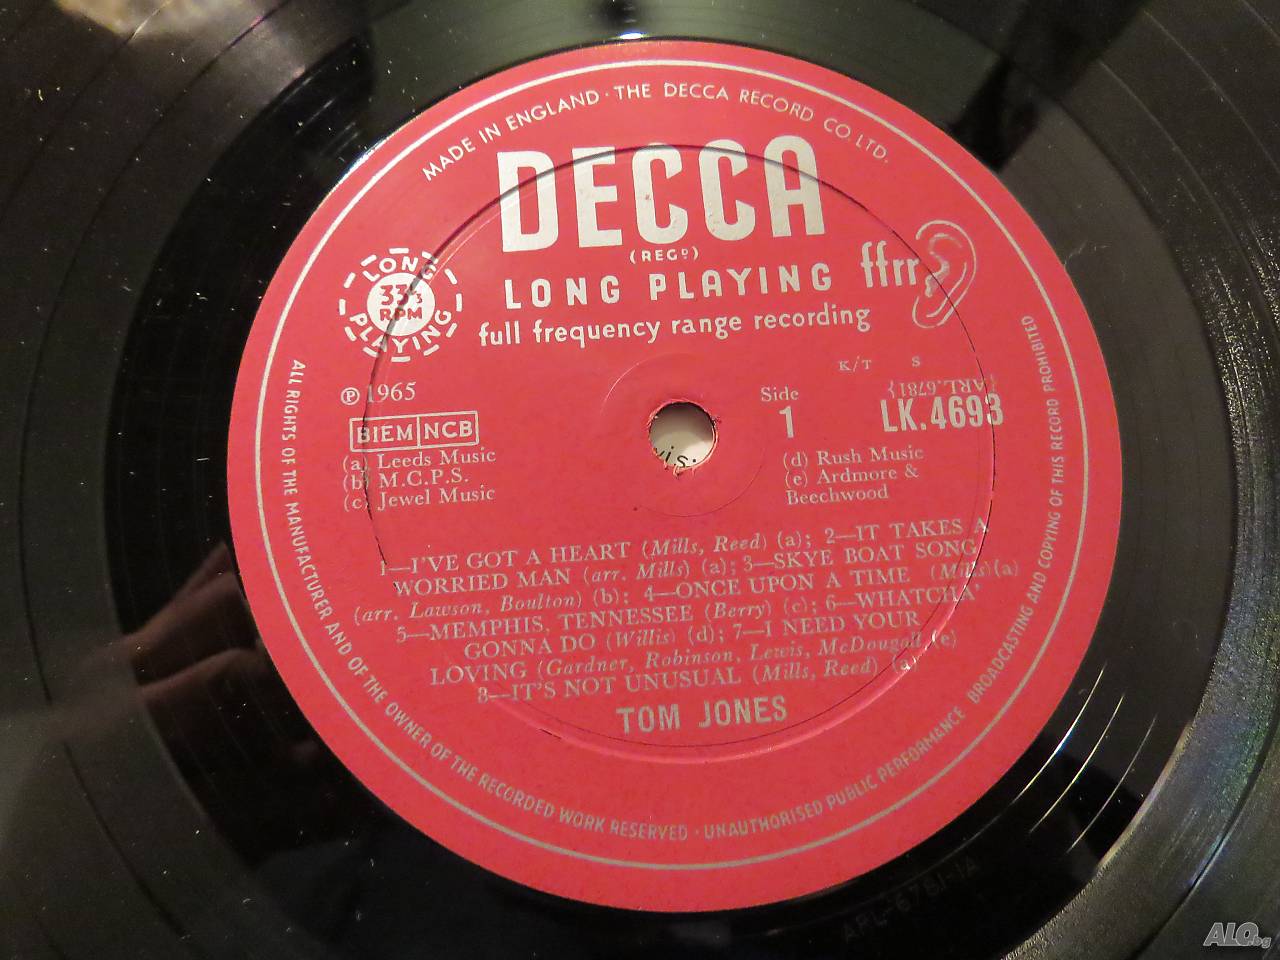 MADE IN ENGLAND · THE DECCA RECORD CO. LTD.
DECCA
(REGD)
LONG PLAYING
ffrr
full frequency range recording
LONG
33⅓
RPM
PLAYING
℗ 1965
BIEM NCB
(a) Leeds Music
(b) M.C.P.S.
(c) Jewel Music
K/T S
Side
1
{ARL.6781}
LK.4693
(d) Rush Music
(e) Ardmore &
Beechwood
1—I'VE GOT A HEART (Mills, Reed) (a); 2—IT TAKES A
WORRIED MAN (arr. Mills) (a); 3—SKYE BOAT SONG
(arr. Lawson, Boulton) (b); 4—ONCE UPON A TIME (Mills)(a)
5—MEMPHIS, TENNESSEE (Berry) (c); 6—WHATCHA'
GONNA DO (Willis) (d); 7—I NEED YOUR
LOVING (Gardner, Robinson, Lewis, McDougall) (e)
8—IT'S NOT UNUSUAL (Mills, Reed) (a)
TOM JONES
ALL RIGHTS OF THE MANUFACTURER AND OF THE OWNER OF THE RECORDED WORK RESERVED · UNAUTHORISED PUBLIC PERFORMANCE BROADCASTING AND COPYING OF THIS RECORD PROHIBITED
ARL-6781-1A
ALO.bg